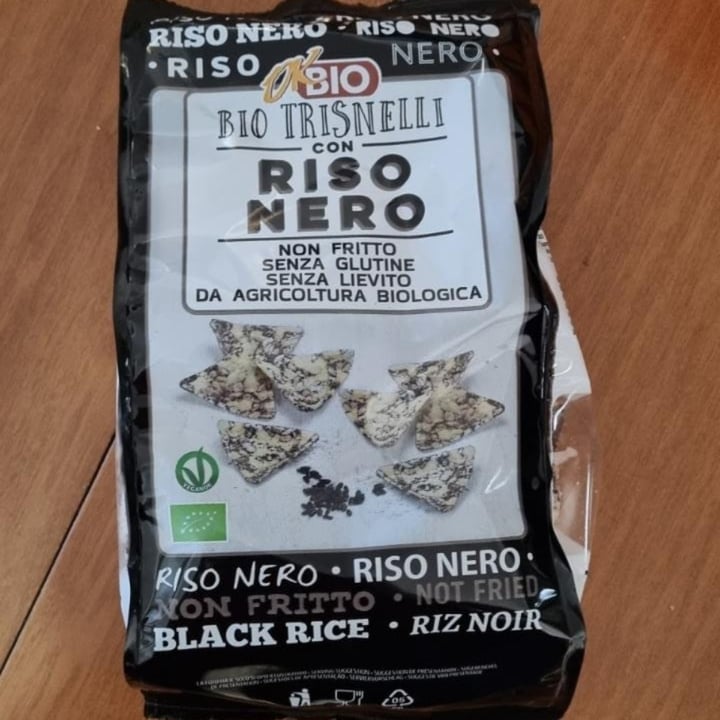 RISO NERO • RISO NERO
• RISO NERO •
OK BIO
BIO TRISNELLI
CON
RISO
NERO
NON FRITTO
SENZA GLUTINE
SENZA LIEVITO
DA AGRICOLTURA BIOLOGICA
VEGANOK
RISO NERO • RISO NERO •
NON FRITTO • NOT FRIED
BLACK RICE • RIZ NOIR
05